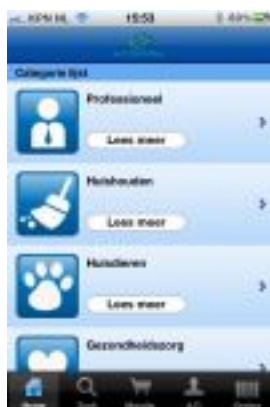 KPN NL 15:53
Categorie lijst
Professioneel
Lees meer
Huishouden
Lees meer
Huisdieren
Lees meer
Gezondheidszorg